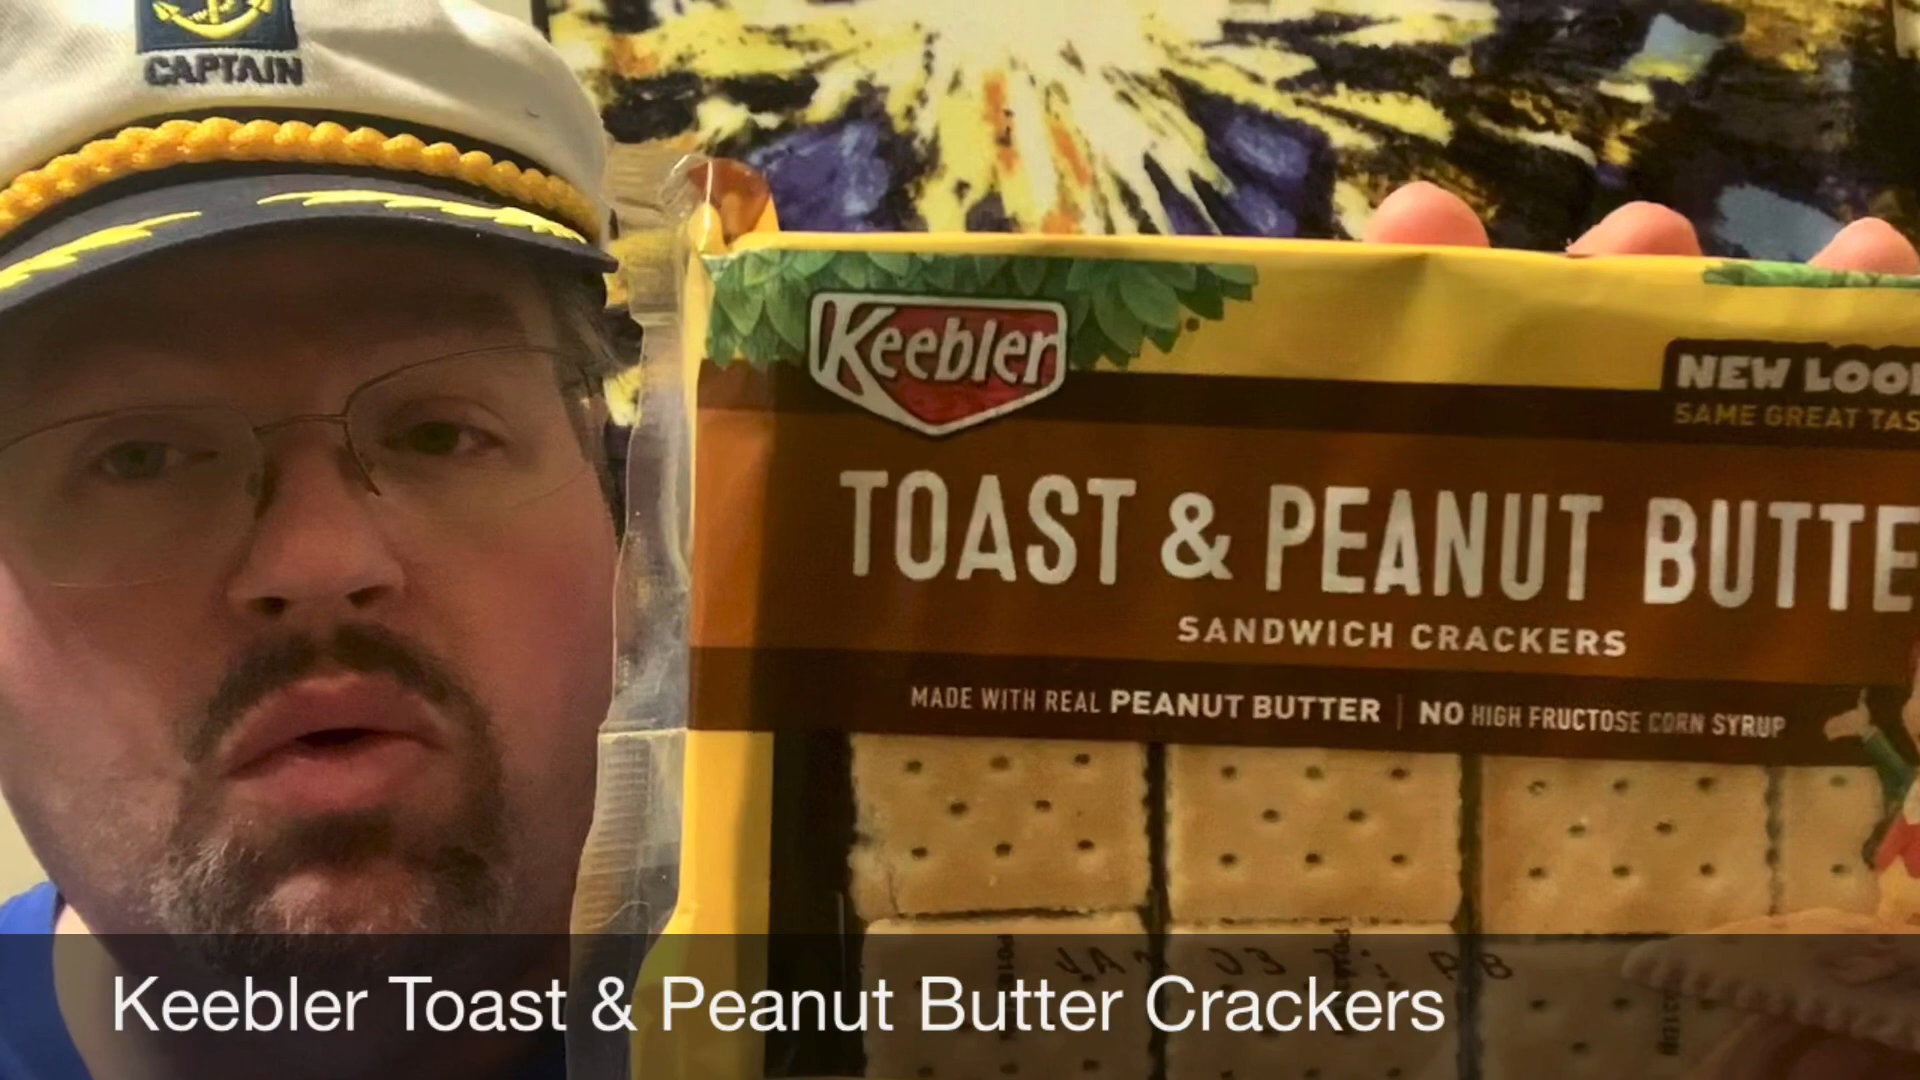 CAPTAIN
Keebler
NEW LOO
SAME GREAT TAS
TOAST & PEANUT BUTTE
SANDWICH CRACKERS
MADE WITH REAL PEANUT BUTTER | NO HIGH FRUCTOSE CORN SYRUP
Keebler Toast & Peanut Butter Crackers